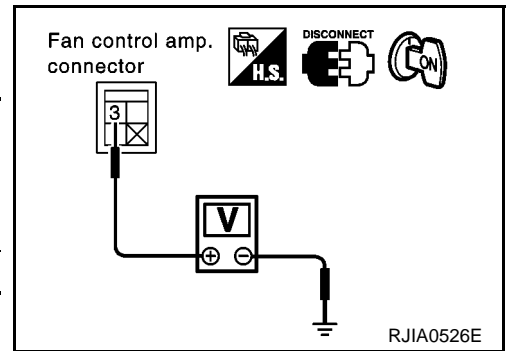 Fan control amp.
connector
H.S.
DISCONNECT
ON
3
V
+ -
RJIA0526E